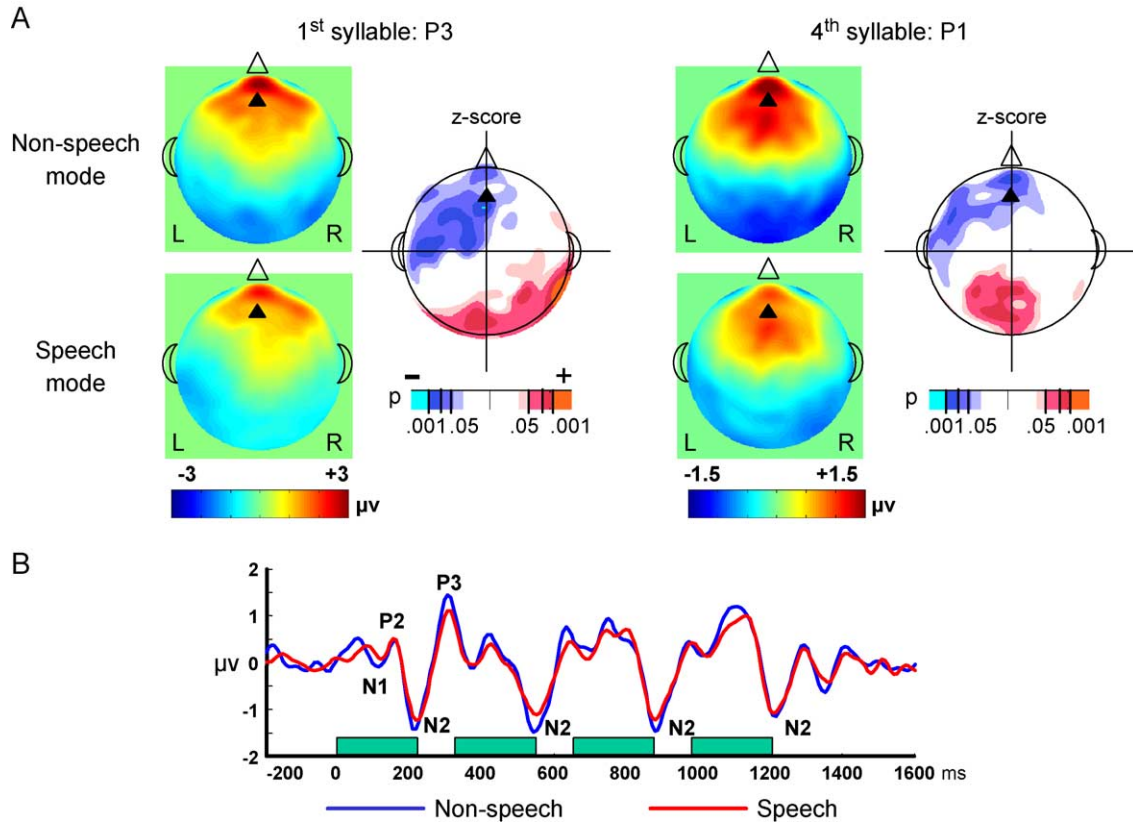 A
1st syllable: P3
4th syllable: P1
Non-speech
mode
z-score
z-score
L R
L R
Speech
mode
− +
p
.001 .05 .05 .001
p
.001 .05 .05 .001
L R
L R
-3 +3
µv
-1.5 +1.5
µv
B
2
P3
1
P2
µv
0
N1
-1
N2 N2 N2 N2
-2
-200 0 200 400 600 800 1000 1200 1400 1600 ms
Non-speech Speech